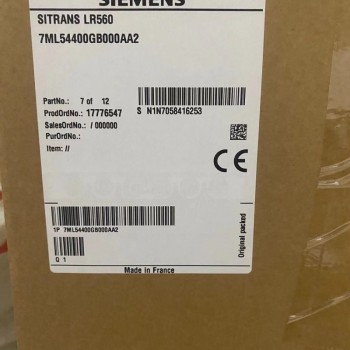 SIEMENS
SITRANS LR560
7ML54400GB000AA2
PartNo.: 7 of 12
ProdOrdNo.: 17776547
S N1N7058416253
SalesOrdNo.: / 000000
PurOrdNo.:
Item: //
CE
1P 7ML54400GB000AA2
Q 1
Original packed
Made in France